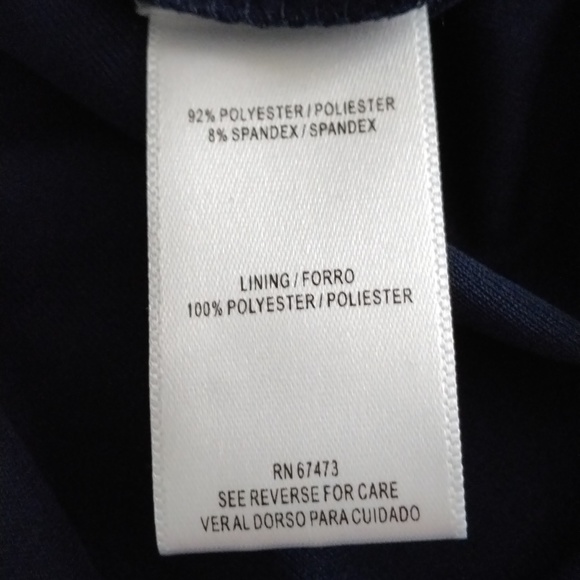 92% POLYESTER/POLIESTER
8% SPANDEX/SPANDEX
LINING/FORRO
100% POLYESTER/POLIESTER
RN 67473
SEE REVERSE FOR CARE
VER AL DORSO PARA CUIDADO